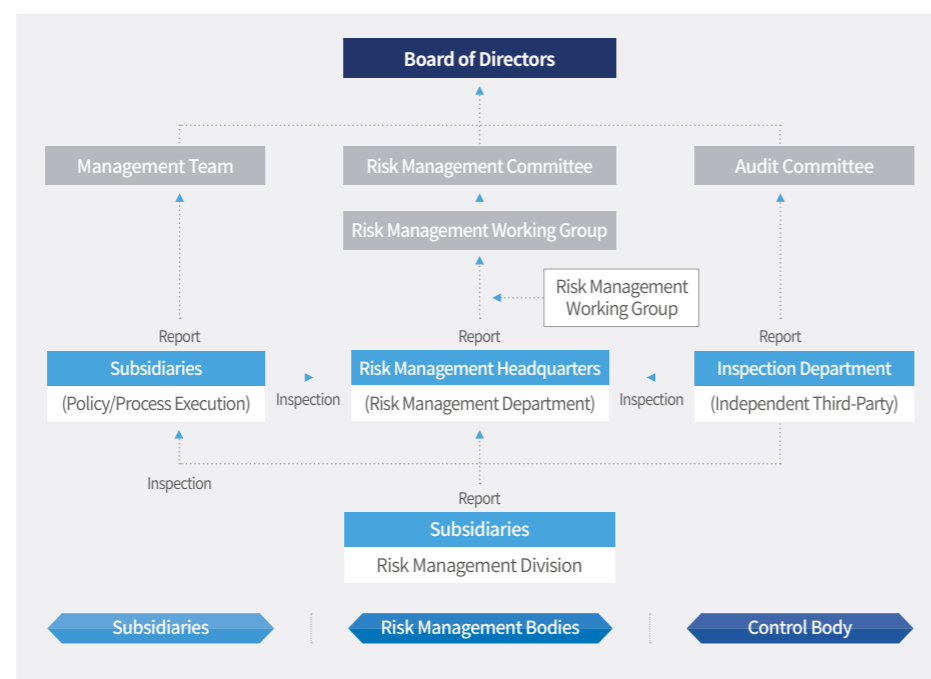 Board of Directors
Management Team
Risk Management Committee
Audit Committee
Risk Management Working Group
Risk Management
Working Group
Report
Report
Report
Subsidiaries
Risk Management Headquarters
Inspection Department
(Policy/Process Execution)
Inspection
(Risk Management Department)
Inspection
(Independent Third-Party)
Inspection
Report
Subsidiaries
Risk Management Division
Subsidiaries
Risk Management Bodies
Control Body